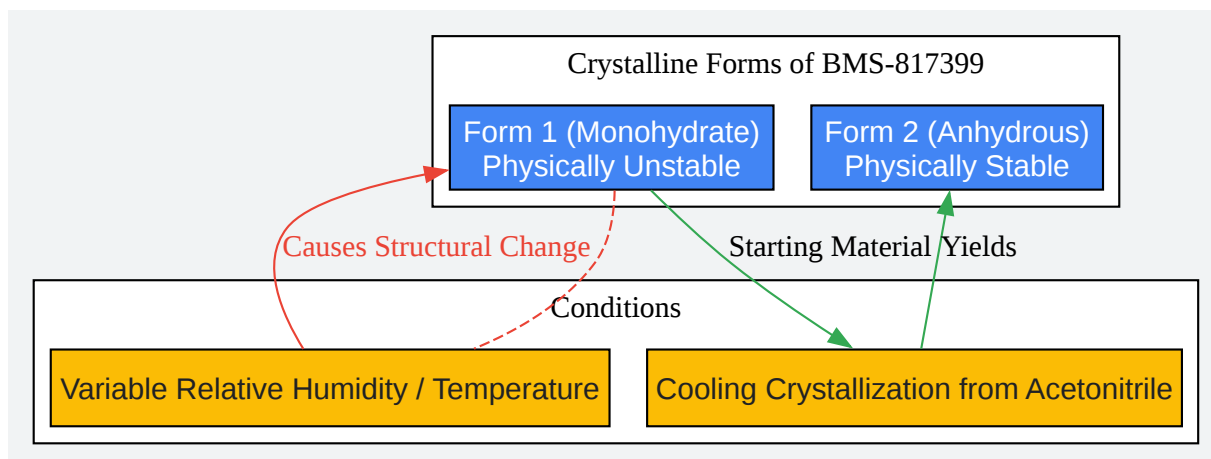 Crystalline Forms of BMS-817399
Form 1 (Monohydrate)
Physically Unstable
Form 2 (Anhydrous)
Physically Stable
Causes Structural Change
Starting Material
Yields
Conditions
Variable Relative Humidity / Temperature
Cooling Crystallization from Acetonitrile